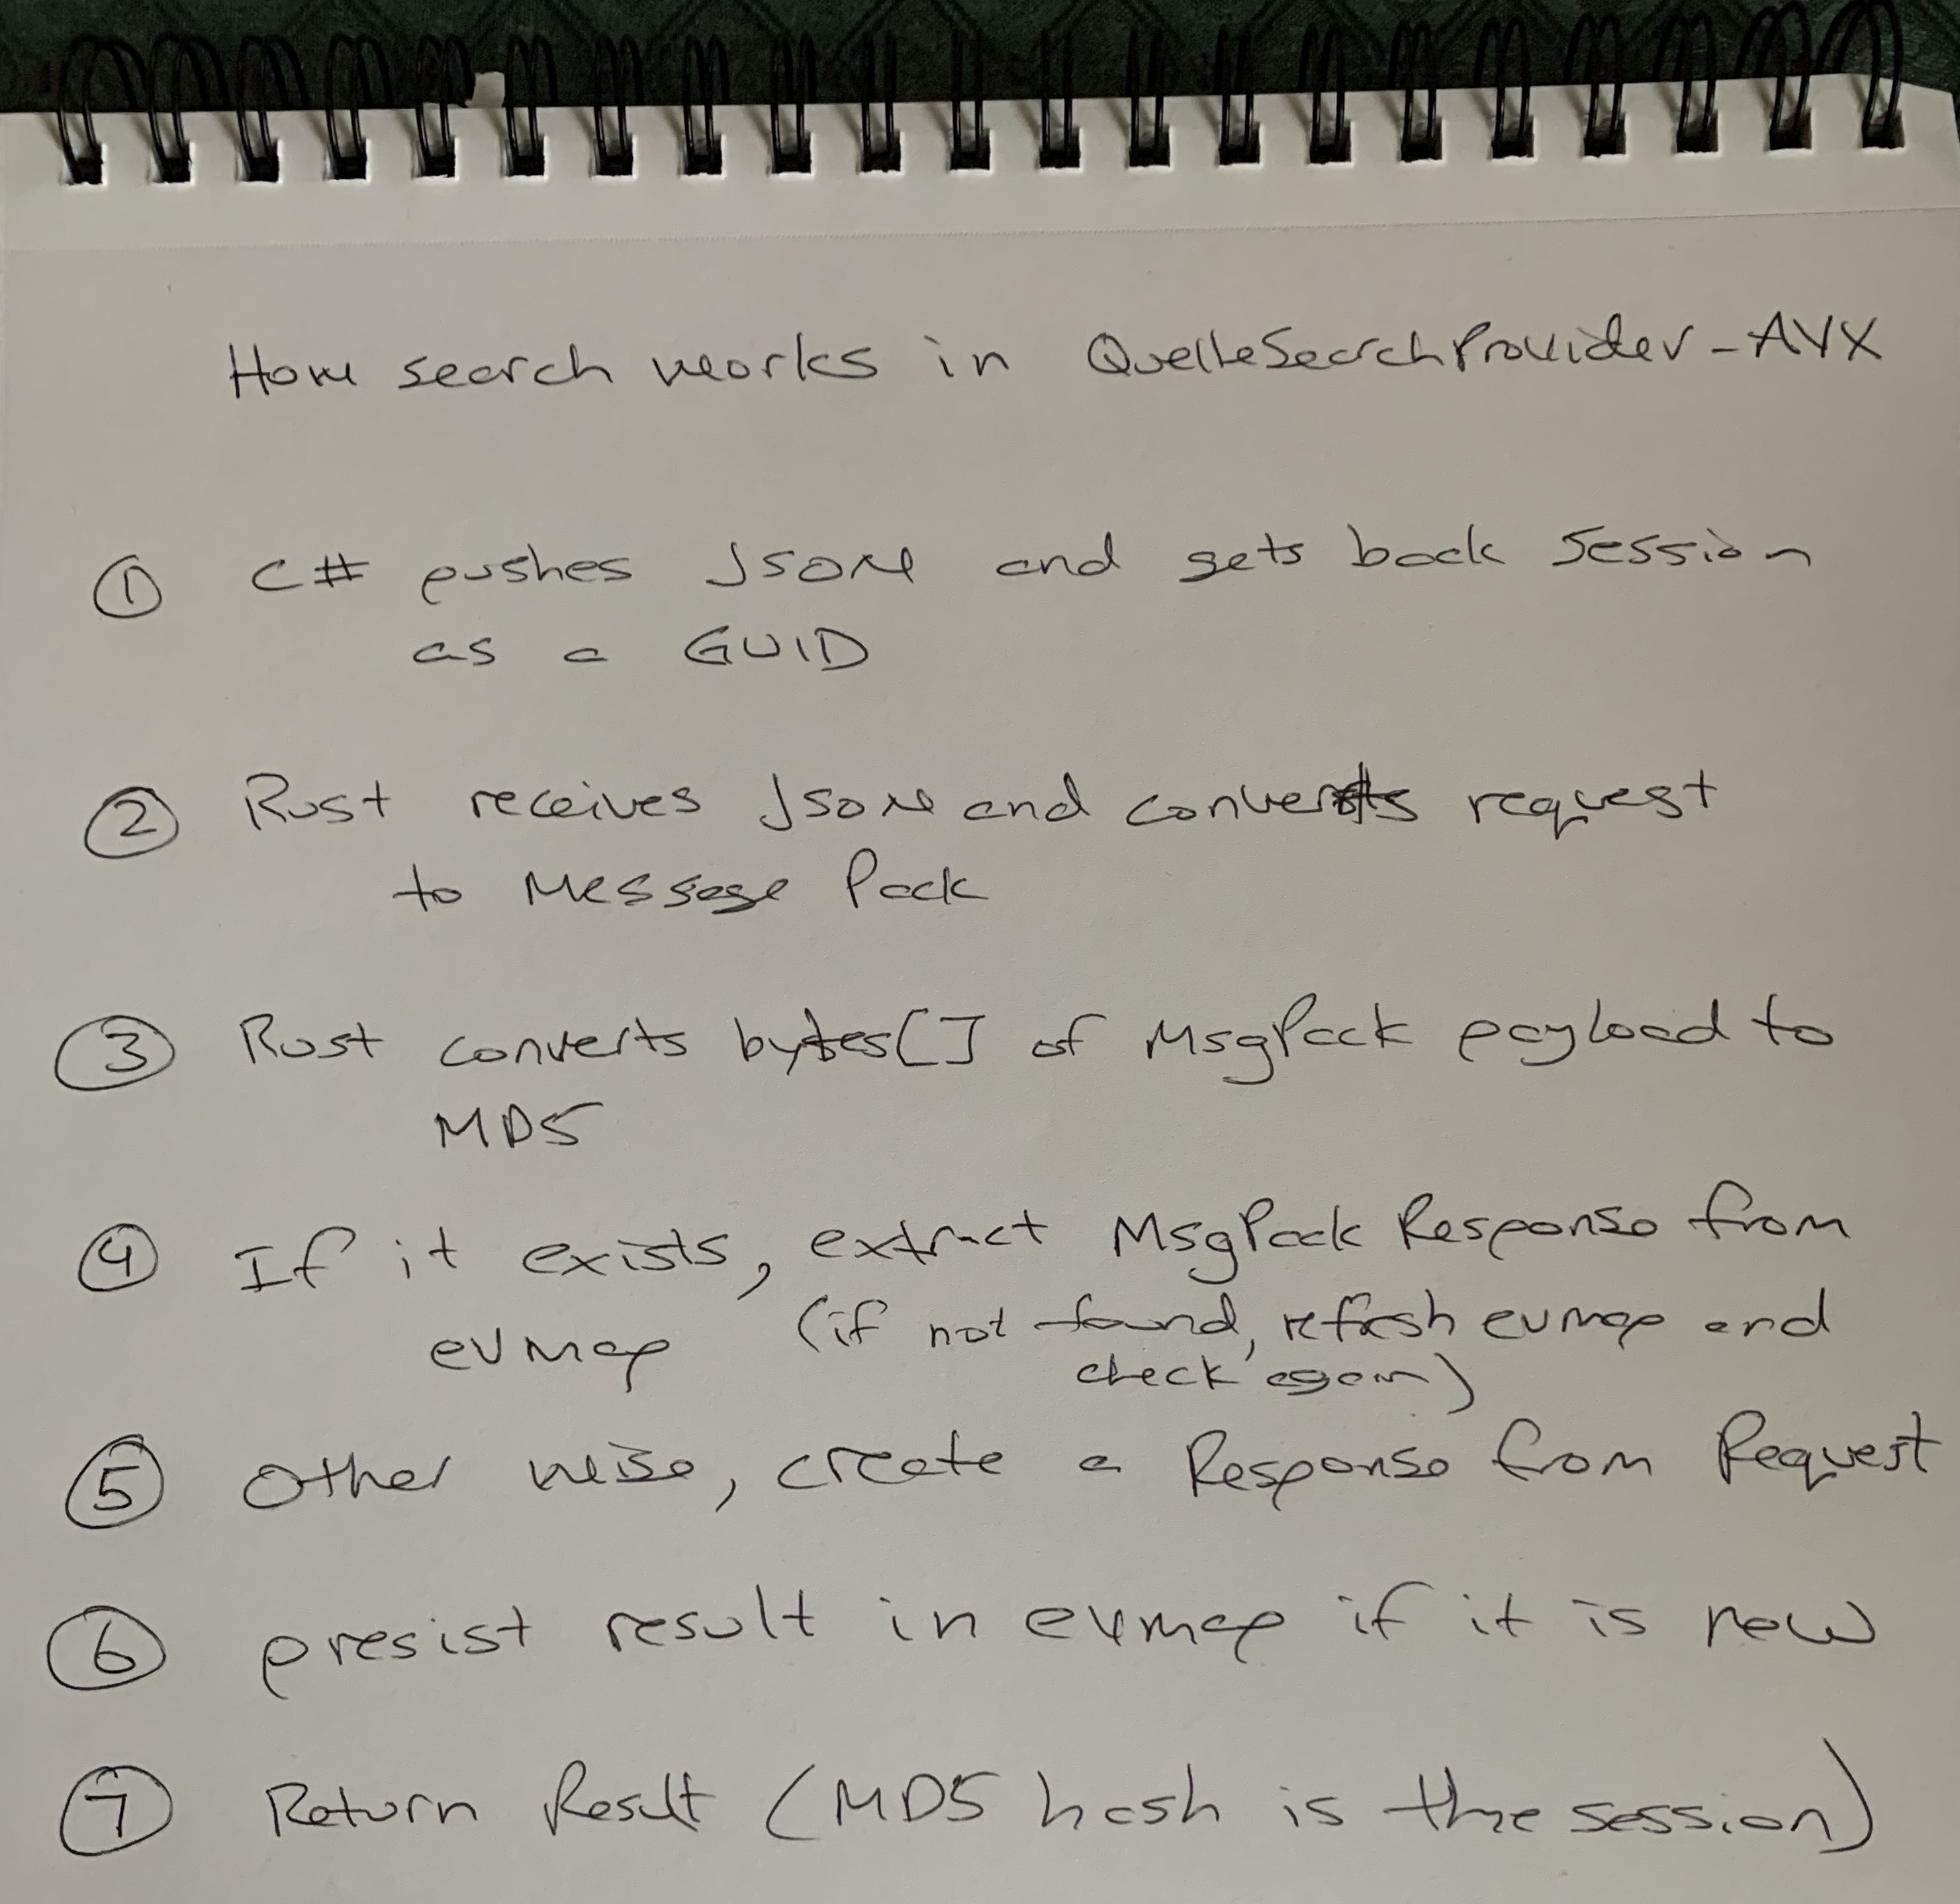 How search works in QuelleSearchProvider-AVX
① C# pushes JSON and gets back session
as a GUID
② Rust receives JSON and converts request
to Message Pack
③ Rust converts bytes[] of MsgPack payload to
MD5
④ If it exists, extract MsgPack Response from
evmap (if not found, refresh evmap and
check again)
⑤ Other wise, create a Response from Request
⑥ presist result in evmap if it is new
⑦ Return Result (MD5 hash is the session)